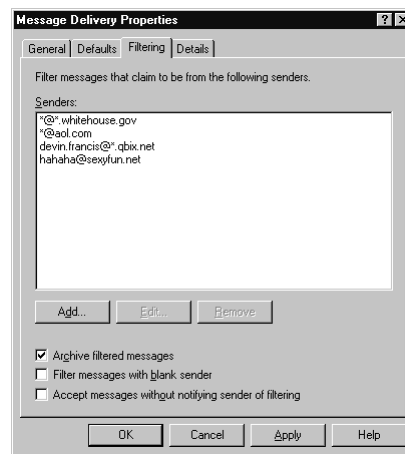 Message Delivery Properties
General Defaults Filtering Details
Filter messages that claim to be from the following senders.
Senders:
*@*.whitehouse.gov
*@aol.com
devin.francis@*.qbix.net
hahaha@sexyfun.net
Add... Edit... Remove
Archive filtered messages
Filter messages with blank sender
Accept messages without notifying sender of filtering
OK Cancel Apply Help